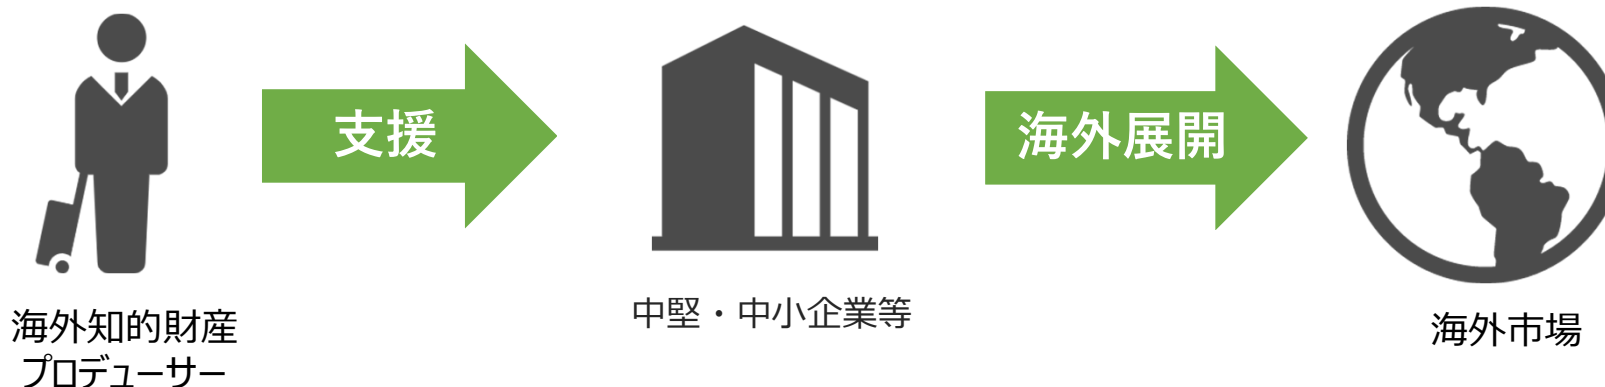 支援
海外展開
海外知的財産
プロデューサー
中堅・中小企業等
海外市場